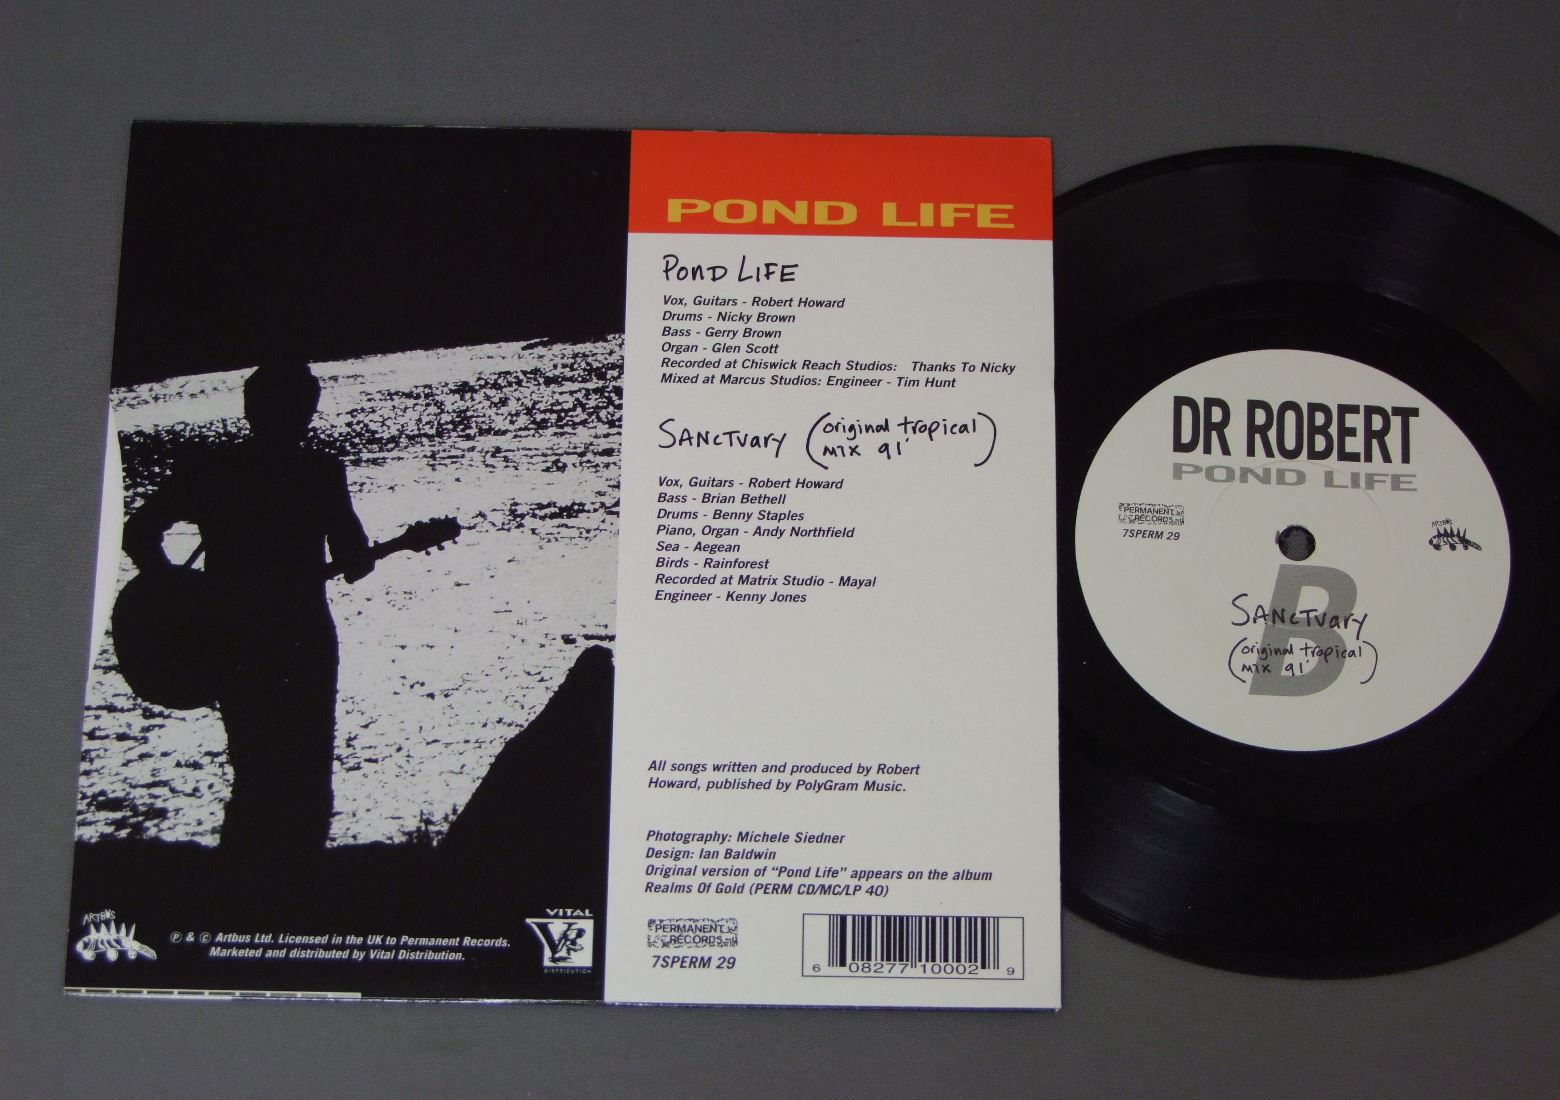 POND LIFE
POND LIFE
Vox, Guitars - Robert Howard
Drums - Nicky Brown
Bass - Gerry Brown
Organ - Glen Scott
Recorded at Chiswick Reach Studios: Thanks To Nicky
Mixed at Marcus Studios: Engineer - Tim Hunt
SANCTUARY (original tropical
mix 91')
Vox, Guitars - Robert Howard
Bass - Brian Bethell
Drums - Benny Staples
Piano, Organ - Andy Northfield
Sea - Aegean
Birds - Rainforest
Recorded at Matrix Studio - Mayal
Engineer - Kenny Jones
All songs written and produced by Robert
Howard, published by PolyGram Music.
Photography: Michele Siedner
Design: Ian Baldwin
Original version of “Pond Life” appears on the album
Realms Of Gold (PERM CD/MC/LP 40)
PERMANENT
RECORDS
7SPERM 29
6 08277 10002 9
ARTBUS
Ⓟ & © Artbus Ltd. Licensed in the UK to Permanent Records.
Marketed and distributed by Vital Distribution.
VITAL
DISTRIBUTION
DR ROBERT
POND LIFE
PERMANENT
RECORDS
7SPERM 29
ARTBUS
B
SANCTUARY
(original tropical
mix 91')